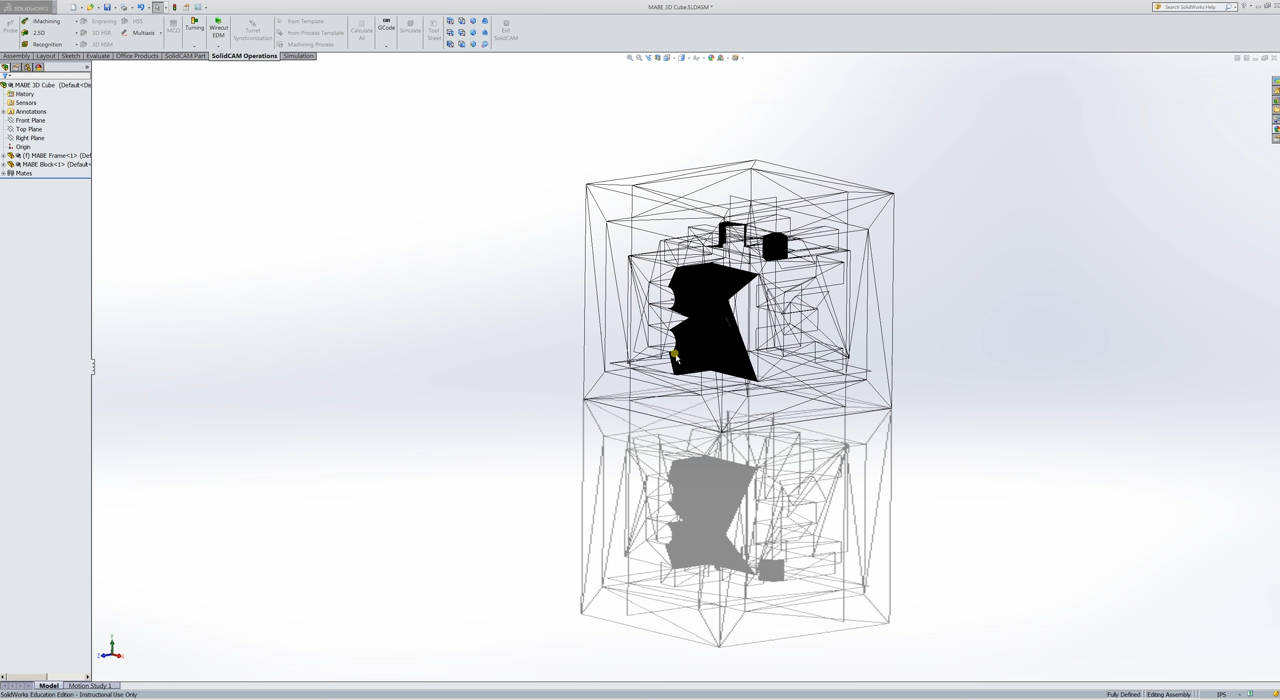 SOLIDWORKS
MABE 3D Cube.SLDASM *
Search SolidWorks Help
Probe
iMachining
2.5D
Recognition
Engraving
3D HSR
3D HSM
HSS
Multiaxis
MCO
Turning
Wirecut EDM
Turret Synchronization
from Template
from Process Template
Machining Process
Calculate All
GCode
Simulate
Tool Sheet
Exit SolidCAM
Assembly Layout Sketch Evaluate Office Products SolidCAM Part SolidCAM Operations Simulation
MABE 3D Cube (Default<De
History
Sensors
Annotations
Front Plane
Top Plane
Right Plane
Origin
(f) MABE Frame<1> (Def
MABE Block<1> (Default<
Mates
Y
Z
X
Model Motion Study 1
SolidWorks Education Edition - Instructional Use Only
Fully Defined Editing Assembly IPS